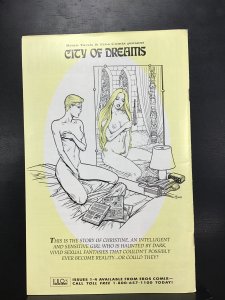 CITY OF DREAMS
THIS IS THE STORY OF CHRISTINE, AN INTELLIGENT
AND SENSITIVE GIRL WHO IS HAUNTED BY DARK,
VIVID SEXUAL FANTASIES THAT COULDN'T POSSIBLY
EVER BECOME REALITY...OR COULD THEY?
ISSUES 1-4 AVAILABLE FROM EROS COMIX—
CALL TOLL FREE 1-800-657-1100 TODAY!